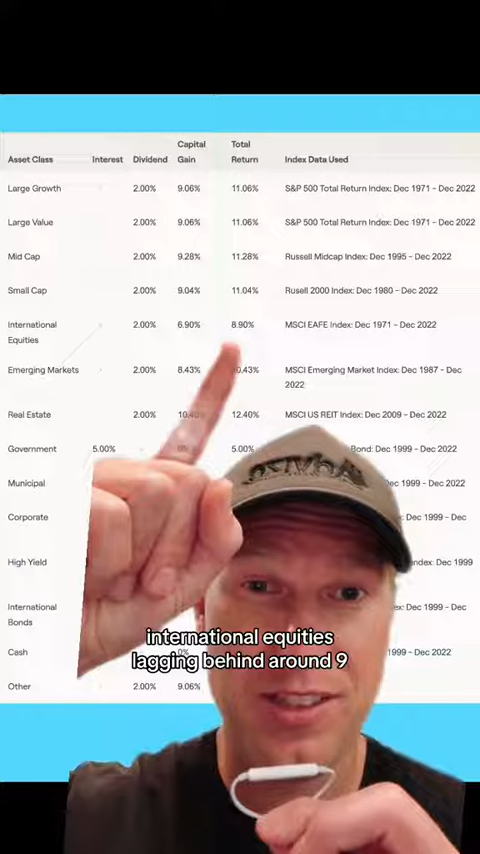 Capital Total
Asset Class Interest Dividend Gain Return Index Data Used
Large Growth - 2.00% 9.06% 11.06% S&P 500 Total Return Index: Dec 1971 - Dec 2022
Large Value - 2.00% 9.06% 11.06% S&P 500 Total Return Index: Dec 1971 - Dec 2022
Mid Cap - 2.00% 9.28% 11.28% Russell Midcap Index: Dec 1995 - Dec 2022
Small Cap - 2.00% 9.04% 11.04% Rusell 2000 Index: Dec 1980 - Dec 2022
International - 2.00% 6.90% 8.90% MSCI EAFE Index: Dec 1971 - Dec 2022
Equities
Emerging Markets - 2.00% 8.43% 0.43% MSCI Emerging Market Index: Dec 1987 - Dec
2022
Real Estate 2.00% 12.40% MSCI US REIT Index: Dec 2009 - Dec 2022
Government 5.00% - 5.00% Bond: Dec 1999 - Dec 2022
Municipal Dec 1999 - Dec 2022
Corporate Dec 1999 - Dec
High Yield Dec 1999
International Dec 1999 - Dec
Bonds
Cash 0% 1999 - Dec 2022
Other 2.00% 9.06%
international equities
lagging behind around 9